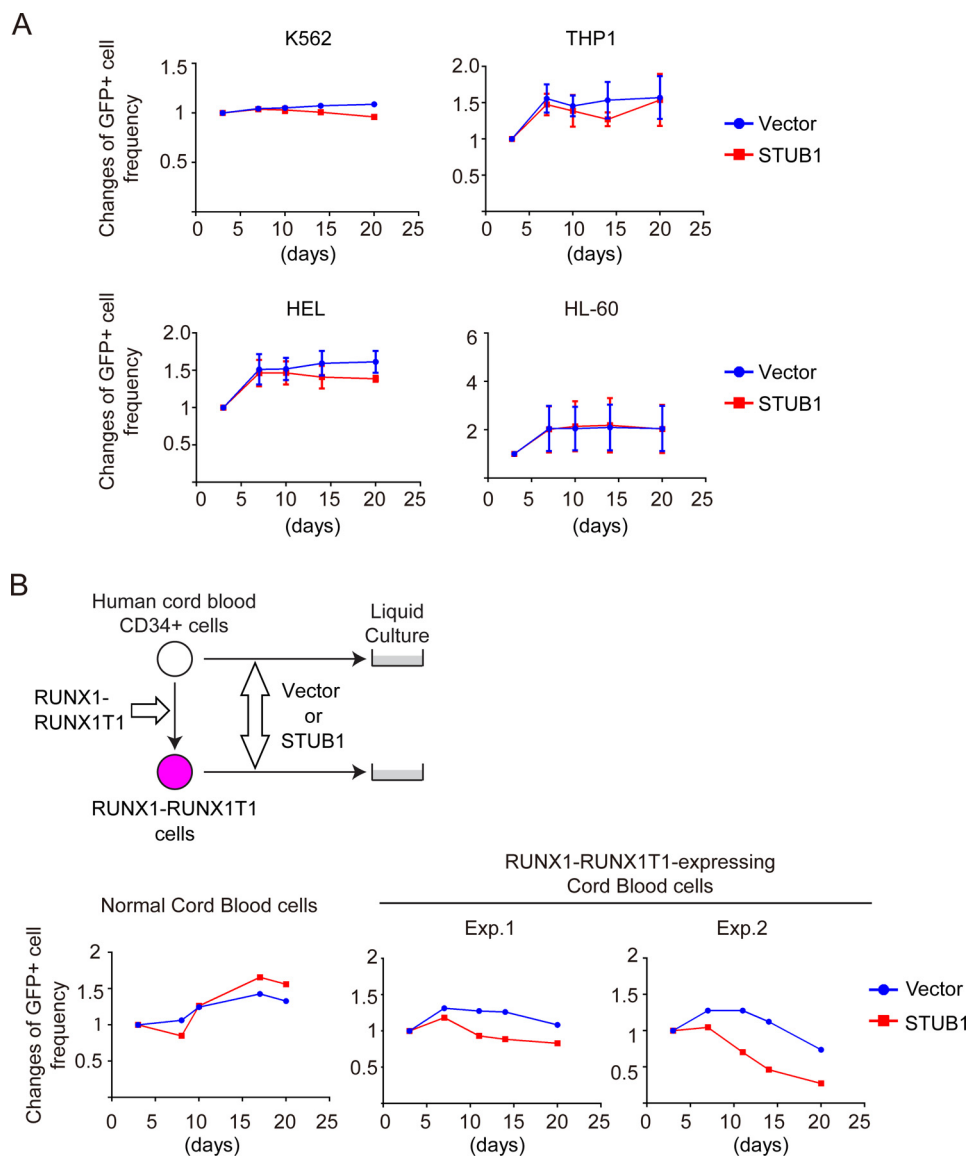 A
K562
Changes of GFP+ cell
frequency
1.5
1
0.5
0 5 10 15 20 25
(days)
THP1
2.0
1.5
1
0.5
0 5 10 15 20 25
(days)
Vector
STUB1
HEL
Changes of GFP+ cell
frequency
2.0
1.5
1
0.5
0 5 10 15 20 25
(days)
HL-60
6
4
2
0 5 10 15 20 25
(days)
Vector
STUB1
B
Human cord blood
CD34+ cells
Liquid
Culture
RUNX1-
RUNX1T1
Vector
or
STUB1
RUNX1-RUNX1T1
cells
RUNX1-RUNX1T1-expressing
Cord Blood cells
Normal Cord Blood cells
Changes of GFP+ cell
frequency
2
1.5
1
0.5
0 5 10 15 20 25
(days)
Exp.1
2
1.5
1
0.5
0 5 10 15 20 25
(days)
Exp.2
2
1.5
1
0.5
0 5 10 15 20 25
(days)
Vector
STUB1